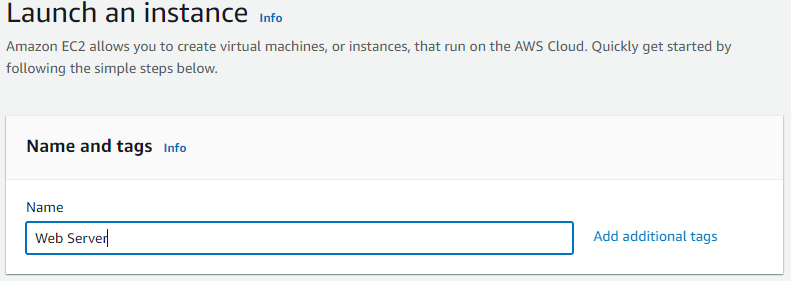 Launch an instance Info
Amazon EC2 allows you to create virtual machines, or instances, that run on the AWS Cloud. Quickly get started by
following the simple steps below.
Name and tags Info
Name
Web Server Add additional tags